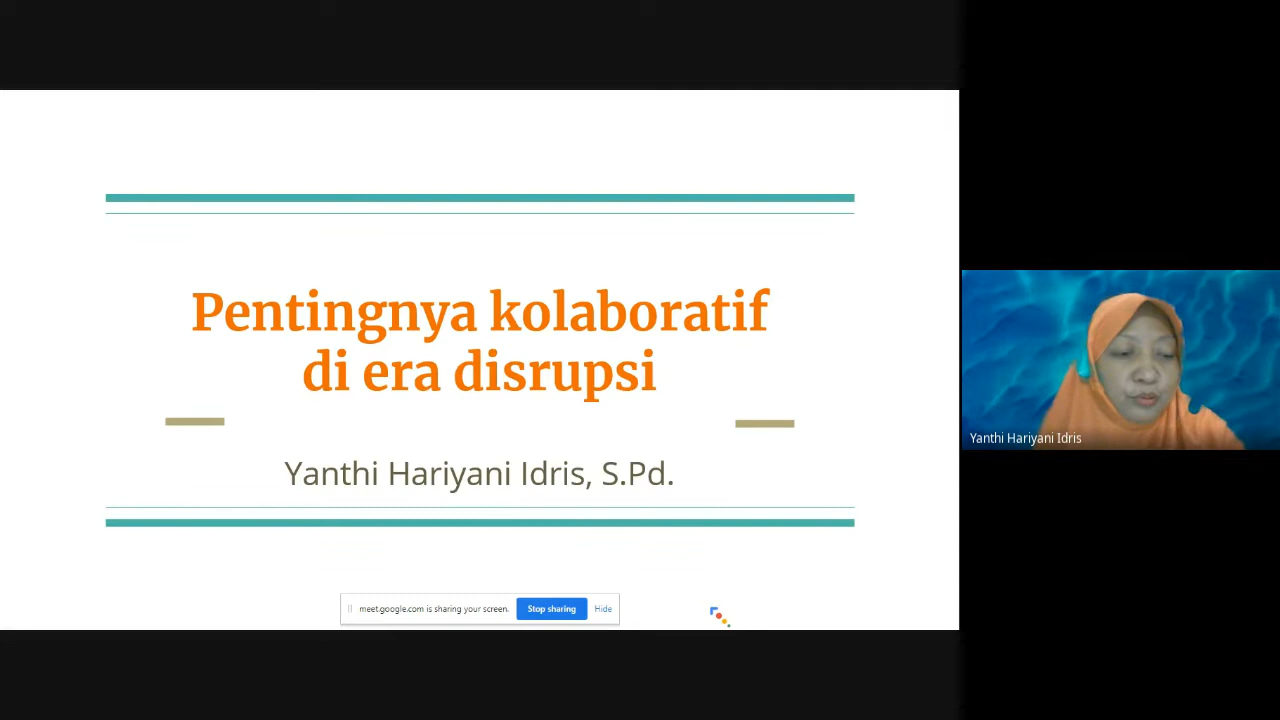 Pentingnya kolaboratif
di era disrupsi
Yanthi Hariyani Idris, S.Pd.
meet.google.com is sharing your screen.
Stop sharing
Hide
Yanthi Hariyani Idris